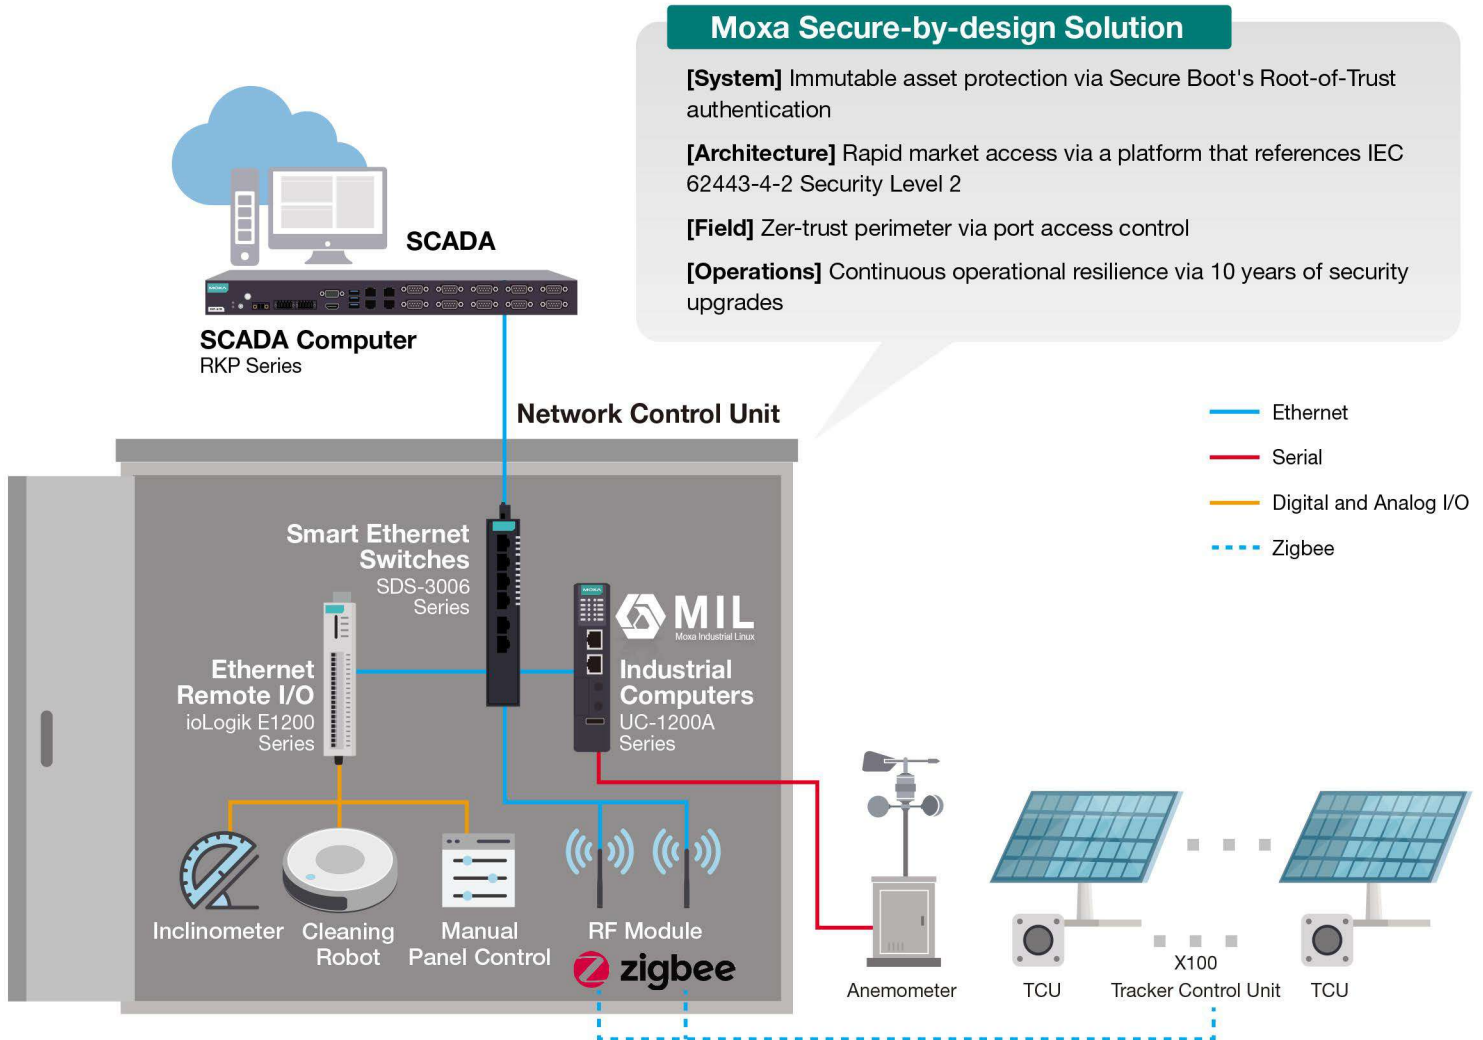 Moxa Secure-by-design Solution
[System] Immutable asset protection via Secure Boot's Root-of-Trust
authentication
[Architecture] Rapid market access via a platform that references IEC
62443-4-2 Security Level 2
[Field] Zer-trust perimeter via port access control
[Operations] Continuous operational resilience via 10 years of security
upgrades
SCADA
MOXA
SCADA Computer
RKP Series
Network Control Unit
Ethernet
Serial
Digital and Analog I/O
Zigbee
Smart Ethernet
Switches
SDS-3006
Series
MOXA
MIL
Moxa Industrial Linux
Ethernet
Remote I/O
ioLogik E1200
Series
Industrial
Computers
UC-1200A
Series
Inclinometer
Cleaning
Robot
Manual
Panel Control
RF Module
zigbee
Anemometer
TCU
X100
Tracker Control Unit
TCU